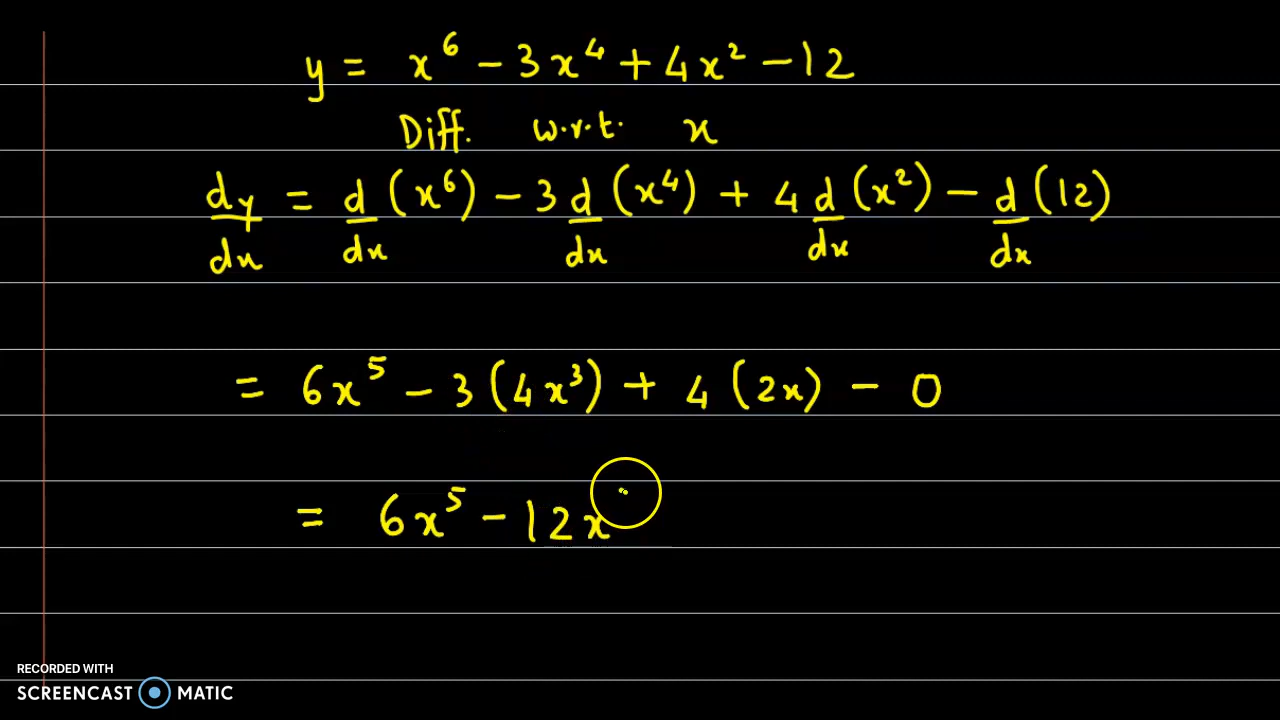 y = x⁶ − 3x⁴ + 4x² − 12
Diff. w.r.t. x
dy/dx = d/dx (x⁶) − 3 d/dx (x⁴) + 4 d/dx (x²) − d/dx (12)
= 6x⁵ − 3(4x³) + 4(2x) − 0
= 6x⁵ − 12x
RECORDED WITH
SCREENCAST MATIC